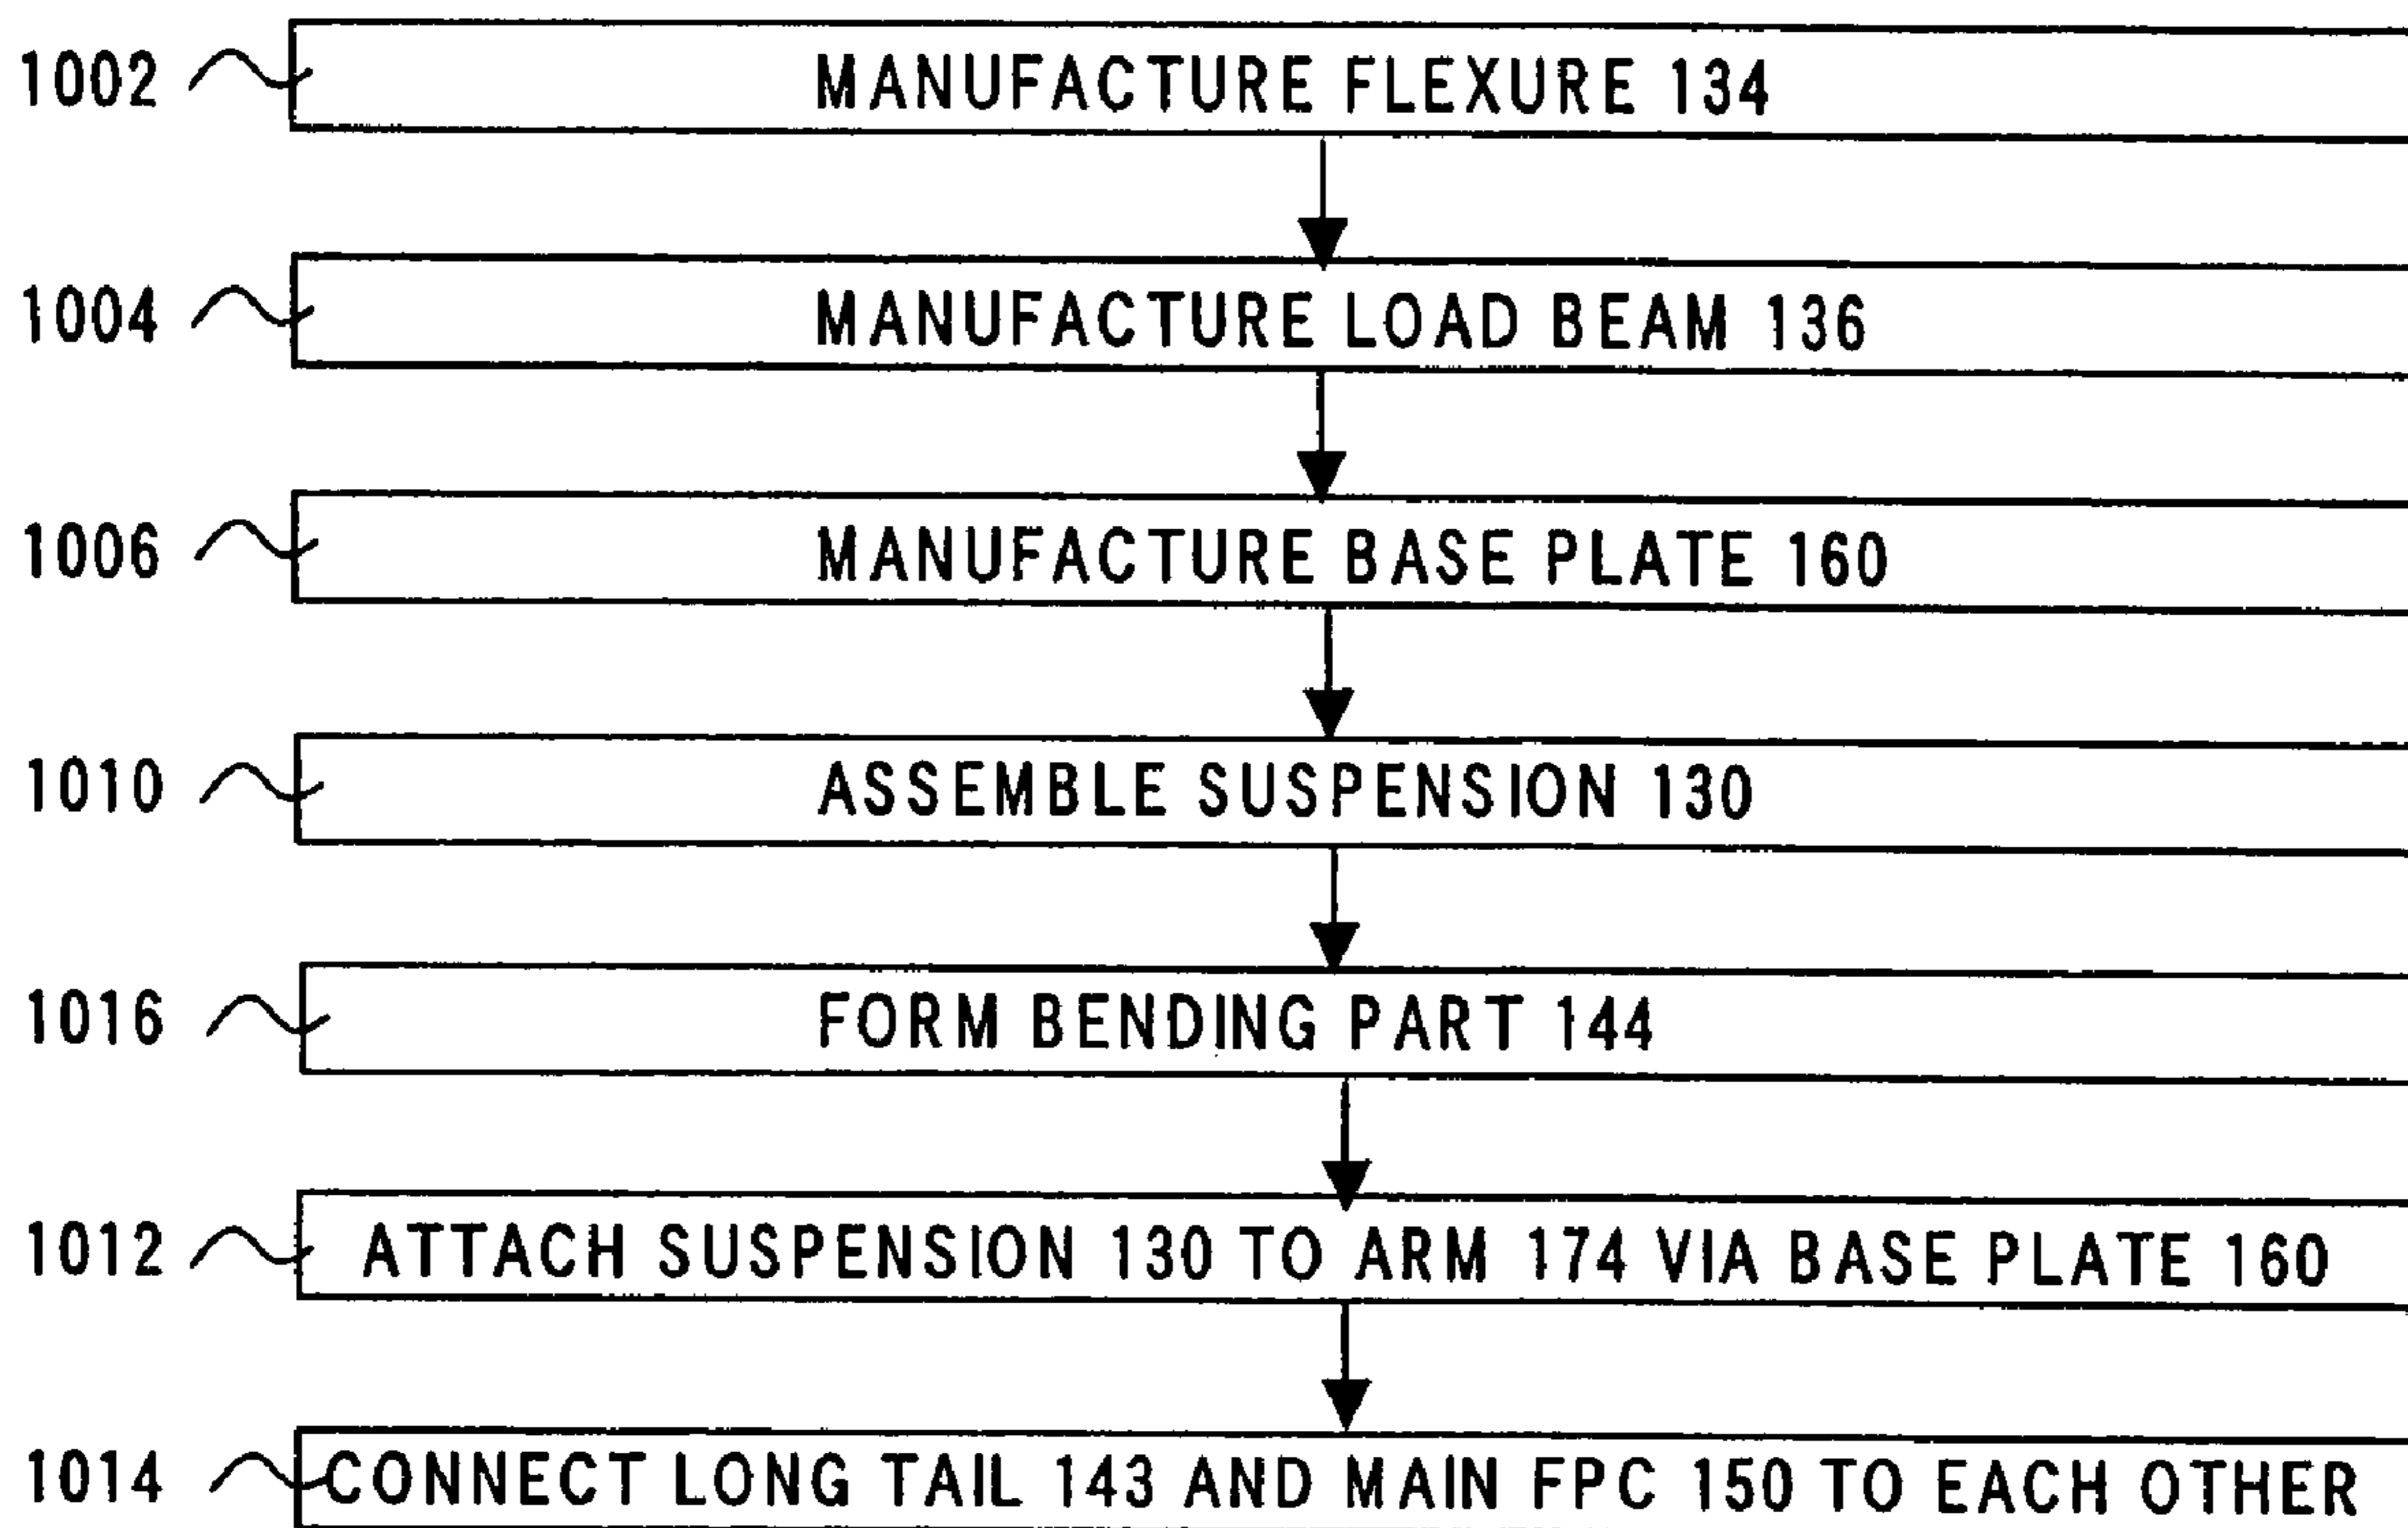 1002 MANUFACTURE FLEXURE 134
1004 MANUFACTURE LOAD BEAM 136
1006 MANUFACTURE BASE PLATE 160
1010 ASSEMBLE SUSPENSION 130
1016 FORM BENDING PART 144
1012 ATTACH SUSPENSION 130 TO ARM 174 VIA BASE PLATE 160
1014 CONNECT LONG TAIL 143 AND MAIN FPC 150 TO EACH OTHER